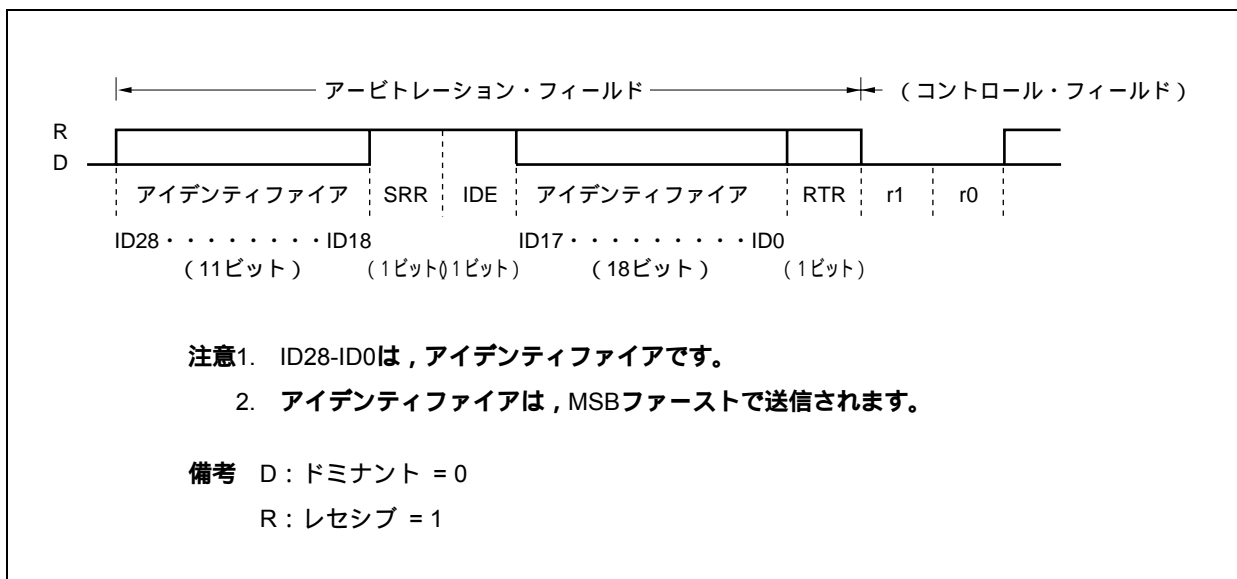 アービトレーション・フィールド （コントロール・フィールド）
R
D
アイデンティファイア SRR IDE アイデンティファイア RTR r1 r0
ID28・・・・・・・・ID18 ID17・・・・・・・・・ID0
（11ビット） （1ビット）（1ビット） （18ビット） （1ビット）
注意1. ID28-ID0は，アイデンティファイアです。
2. アイデンティファイアは，MSBファーストで送信されます。
備考 D：ドミナント = 0
R：レセシブ = 1